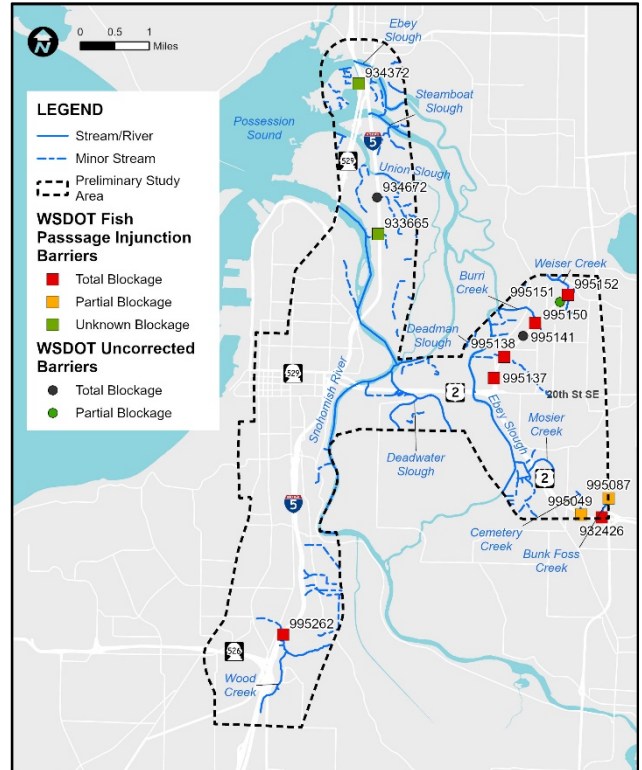 N
0 0.5 1
Miles
LEGEND
Stream/River
Minor Stream
Preliminary Study
Area
WSDOT Fish
Passsage Injunction
Barriers
Total Blockage
Partial Blockage
Unknown Blockage
WSDOT Uncorrected
Barriers
Total Blockage
Partial Blockage
Ebey
Slough
934372
Steamboat
Slough
Possession
Sound
5
529
Union Slough
934672
933665
Weiser Creek
Burri
Creek
995151
995152
995150
Deadman
Slough
995138
995141
995137
529
2
20th St SE
Snohomish River
Ebey Slough
Mosier
Creek
Deadwater
Slough
2
5
995087
995049
Cemetery
Creek
932426
Bunk Foss
Creek
995262
526
Wood
Creek